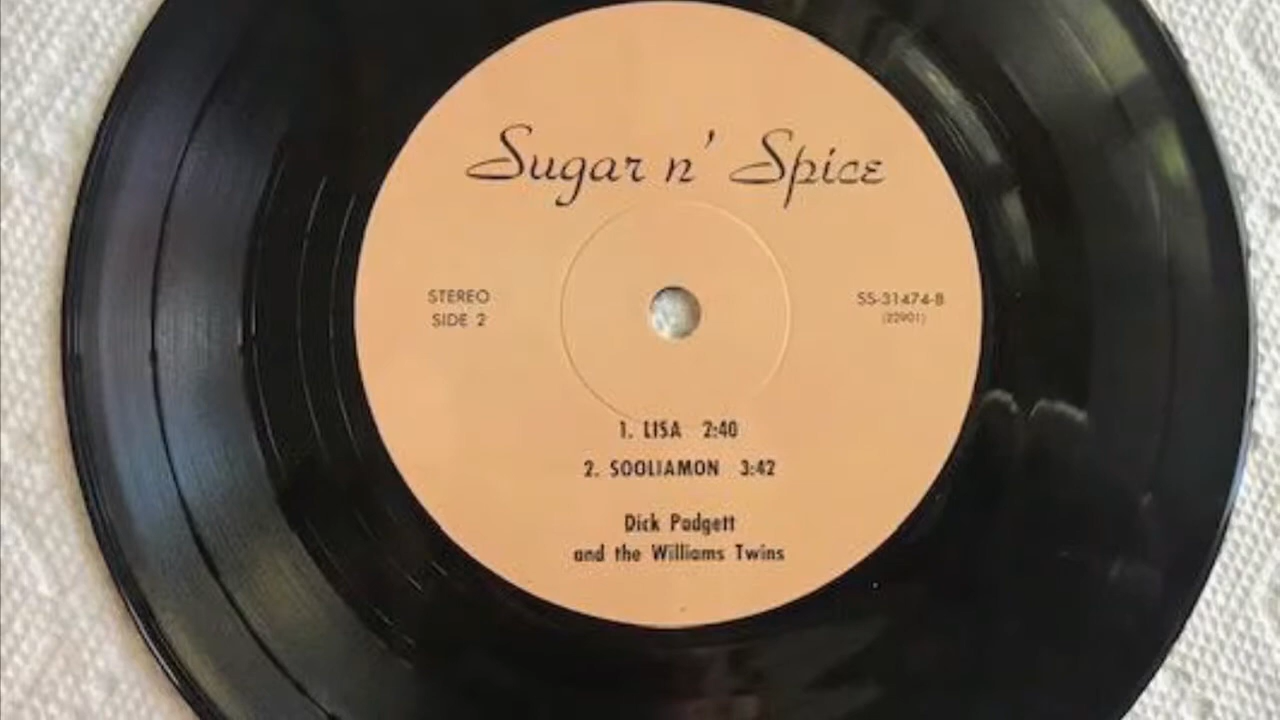 Sugar n' Spice
STEREO
SIDE 2
SS-31474-B
(22901)
1. LISA 2:40
2. SOOLIAMON 3:42
Dick Padgett
and the Williams Twins